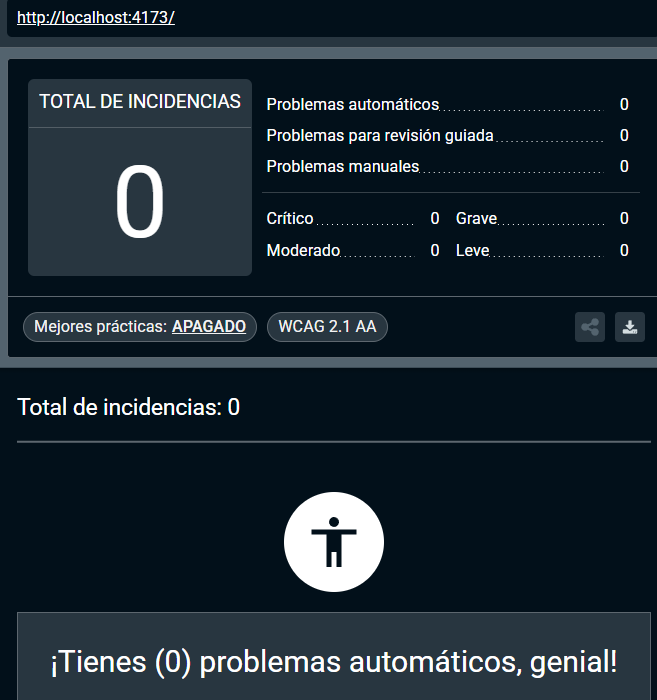 http://localhost:4173/
TOTAL DE INCIDENCIAS
0
Problemas automáticos 0
Problemas para revisión guiada 0
Problemas manuales 0
Crítico 0 Grave 0
Moderado 0 Leve 0
Mejores prácticas: APAGADO WCAG 2.1 AA
Total de incidencias: 0
¡Tienes (0) problemas automáticos, genial!